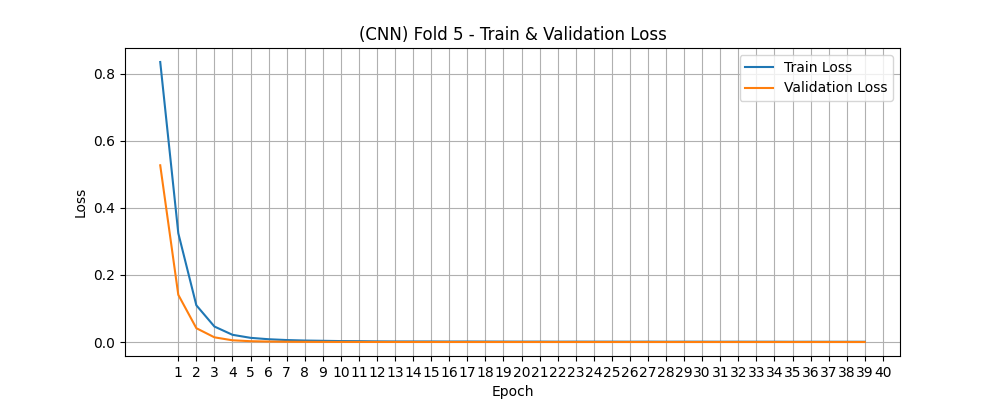 (CNN) Fold 5 - Train & Validation Loss
Train Loss
Validation Loss
0.8
0.6
0.4
0.2
0.0
Loss
1 2 3 4 5 6 7 8 9 10 11 12 13 14 15 16 17 18 19 20 21 22 23 24 25 26 27 28 29 30 31 32 33 34 35 36 37 38 39 40
Epoch